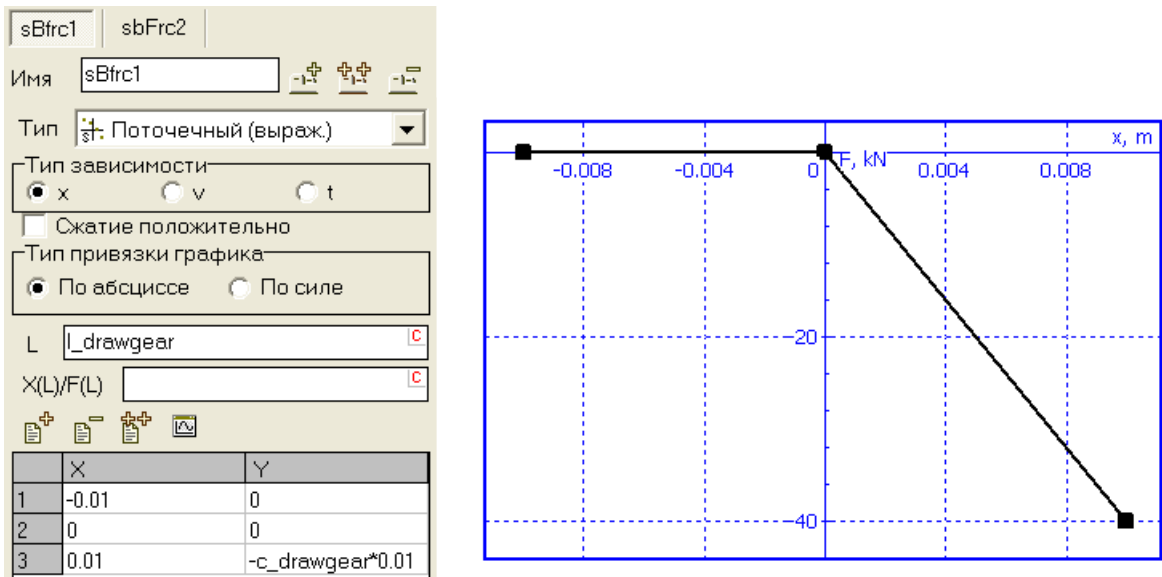 sBfrc1 sbFrc2
Имя sBfrc1
Тип Поточечный (выраж.)
Тип зависимости
x v t
Сжатие положительно
Тип привязки графика
По абсциссе По силе
L l_drawgear C
X(L)/F(L) C
X Y
1 -0.01 0
2 0 0
3 0.01 -c_drawgear*0.01
x, m
F, kN
-0.008 -0.004 0 0.004 0.008
-20
-40